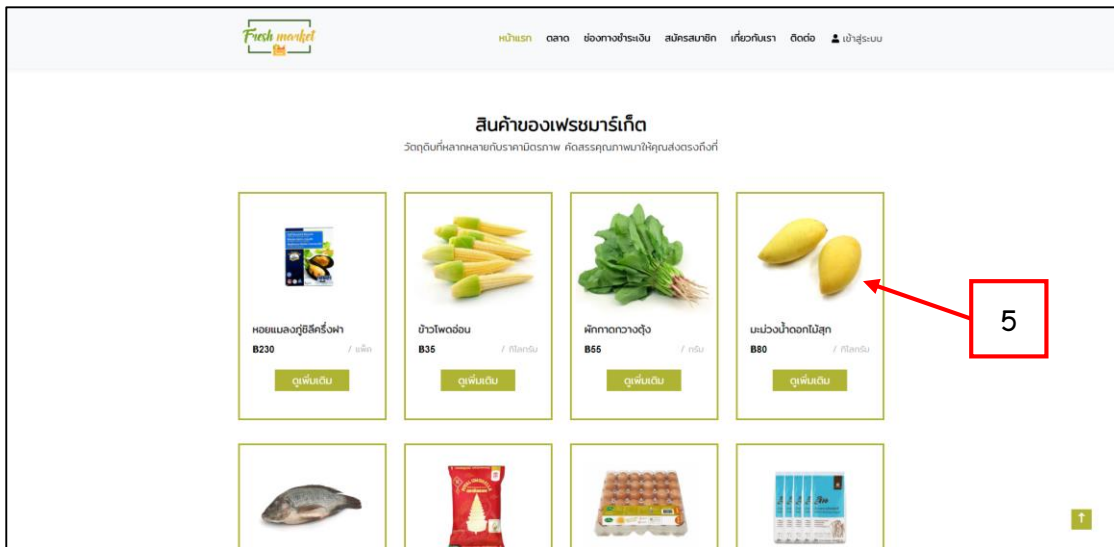 Fresh market
หน้าแรก ตลาด ช่องทางชำระเงิน สมัครสมาชิก เกี่ยวกับเรา ติดต่อ เข้าสู่ระบบ
สินค้าของเฟรชมาร์เก็ต
วัตถุดิบที่หลากหลายกับราคามิตรภาพ คัดสรรคุณภาพมาให้คุณส่งตรงถึงที่
หอยแมลงภู่ชิลีครึ่งฝา
฿230 / แพ็ค
ดูเพิ่มเติม
ข้าวโพดอ่อน
฿35 / กิโลกรัม
ดูเพิ่มเติม
ผักกาดกวางตุ้ง
฿55 / กรัม
ดูเพิ่มเติม
มะม่วงน้ำดอกไม้สุก
฿80 / กิโลกรัม
ดูเพิ่มเติม
5